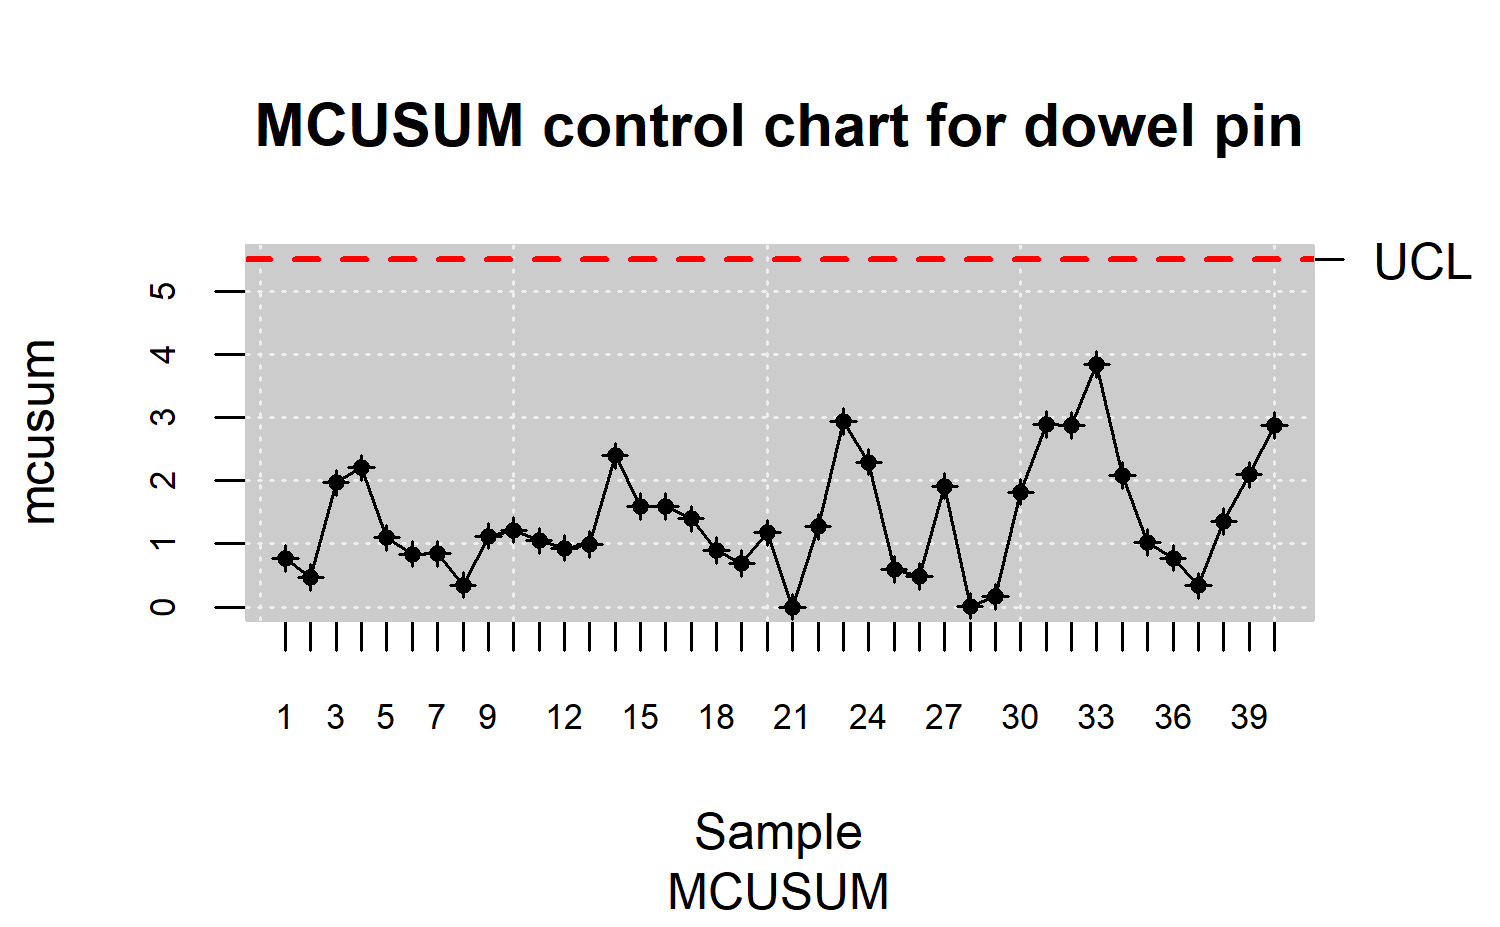 MCUSUM control chart for dowel pin
UCL
mcusum
5
4
3
2
1
0
1 3 5 7 9 12 15 18 21 24 27 30 33 36 39
Sample
MCUSUM